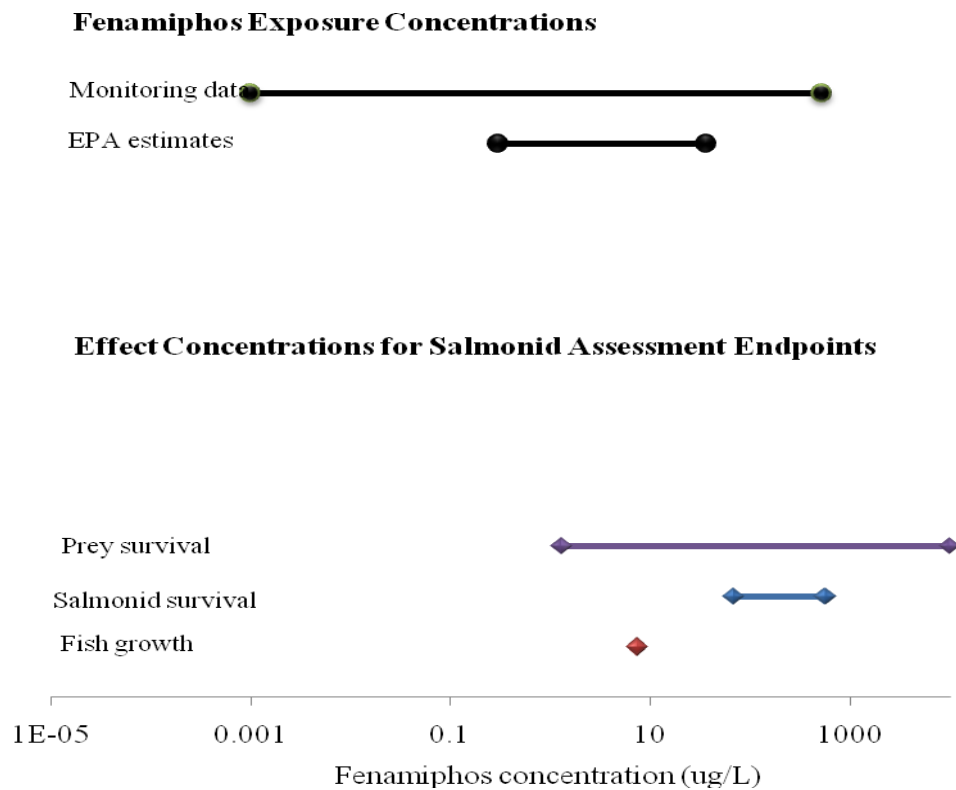 Fenamiphos Exposure Concentrations
Monitoring data
EPA estimates
Effect Concentrations for Salmonid Assessment Endpoints
Prey survival
Salmonid survival
Fish growth
1E-05 0.001 0.1 10 1000
Fenamiphos concentration (ug/L)